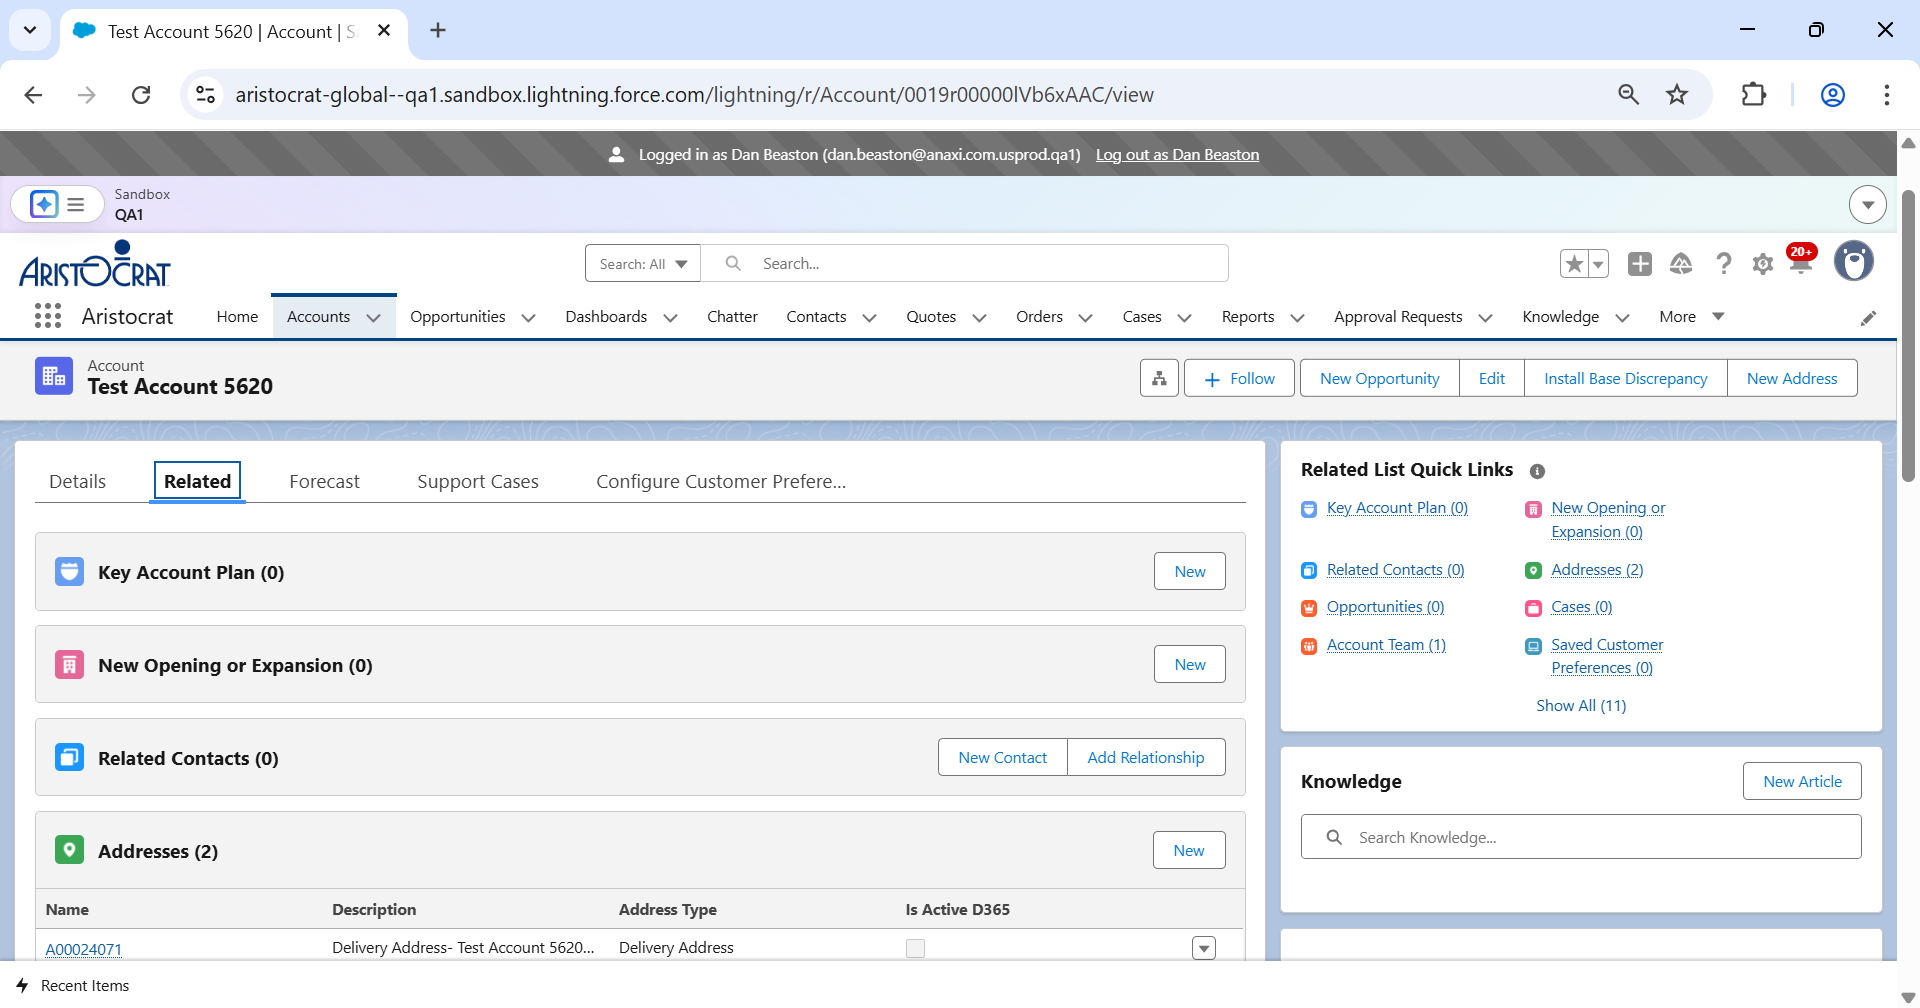 Test Account 5620 | Account | S
aristocrat-global--qa1.sandbox.lightning.force.com/lightning/r/Account/0019r00000lVb6xAAC/view
Logged in as Dan Beaston (dan.beaston@anaxi.com.usprod.qa1) Log out as Dan Beaston
Sandbox
QA1
ARISTOCRAT
Search: All
Search...
20+
Aristocrat
Home
Accounts
Opportunities
Dashboards
Chatter
Contacts
Quotes
Orders
Cases
Reports
Approval Requests
Knowledge
More
Account
Test Account 5620
Follow
New Opportunity
Edit
Install Base Discrepancy
New Address
Details
Related
Forecast
Support Cases
Configure Customer Prefere...
Key Account Plan (0)
New
New Opening or Expansion (0)
New
Related Contacts (0)
New Contact
Add Relationship
Addresses (2)
New
Name Description Address Type Is Active D365
A00024071 Delivery Address- Test Account 5620... Delivery Address
Related List Quick Links
Key Account Plan (0)
New Opening or
Expansion (0)
Related Contacts (0)
Addresses (2)
Opportunities (0)
Cases (0)
Account Team (1)
Saved Customer
Preferences (0)
Show All (11)
Knowledge
New Article
Search Knowledge...
Recent Items